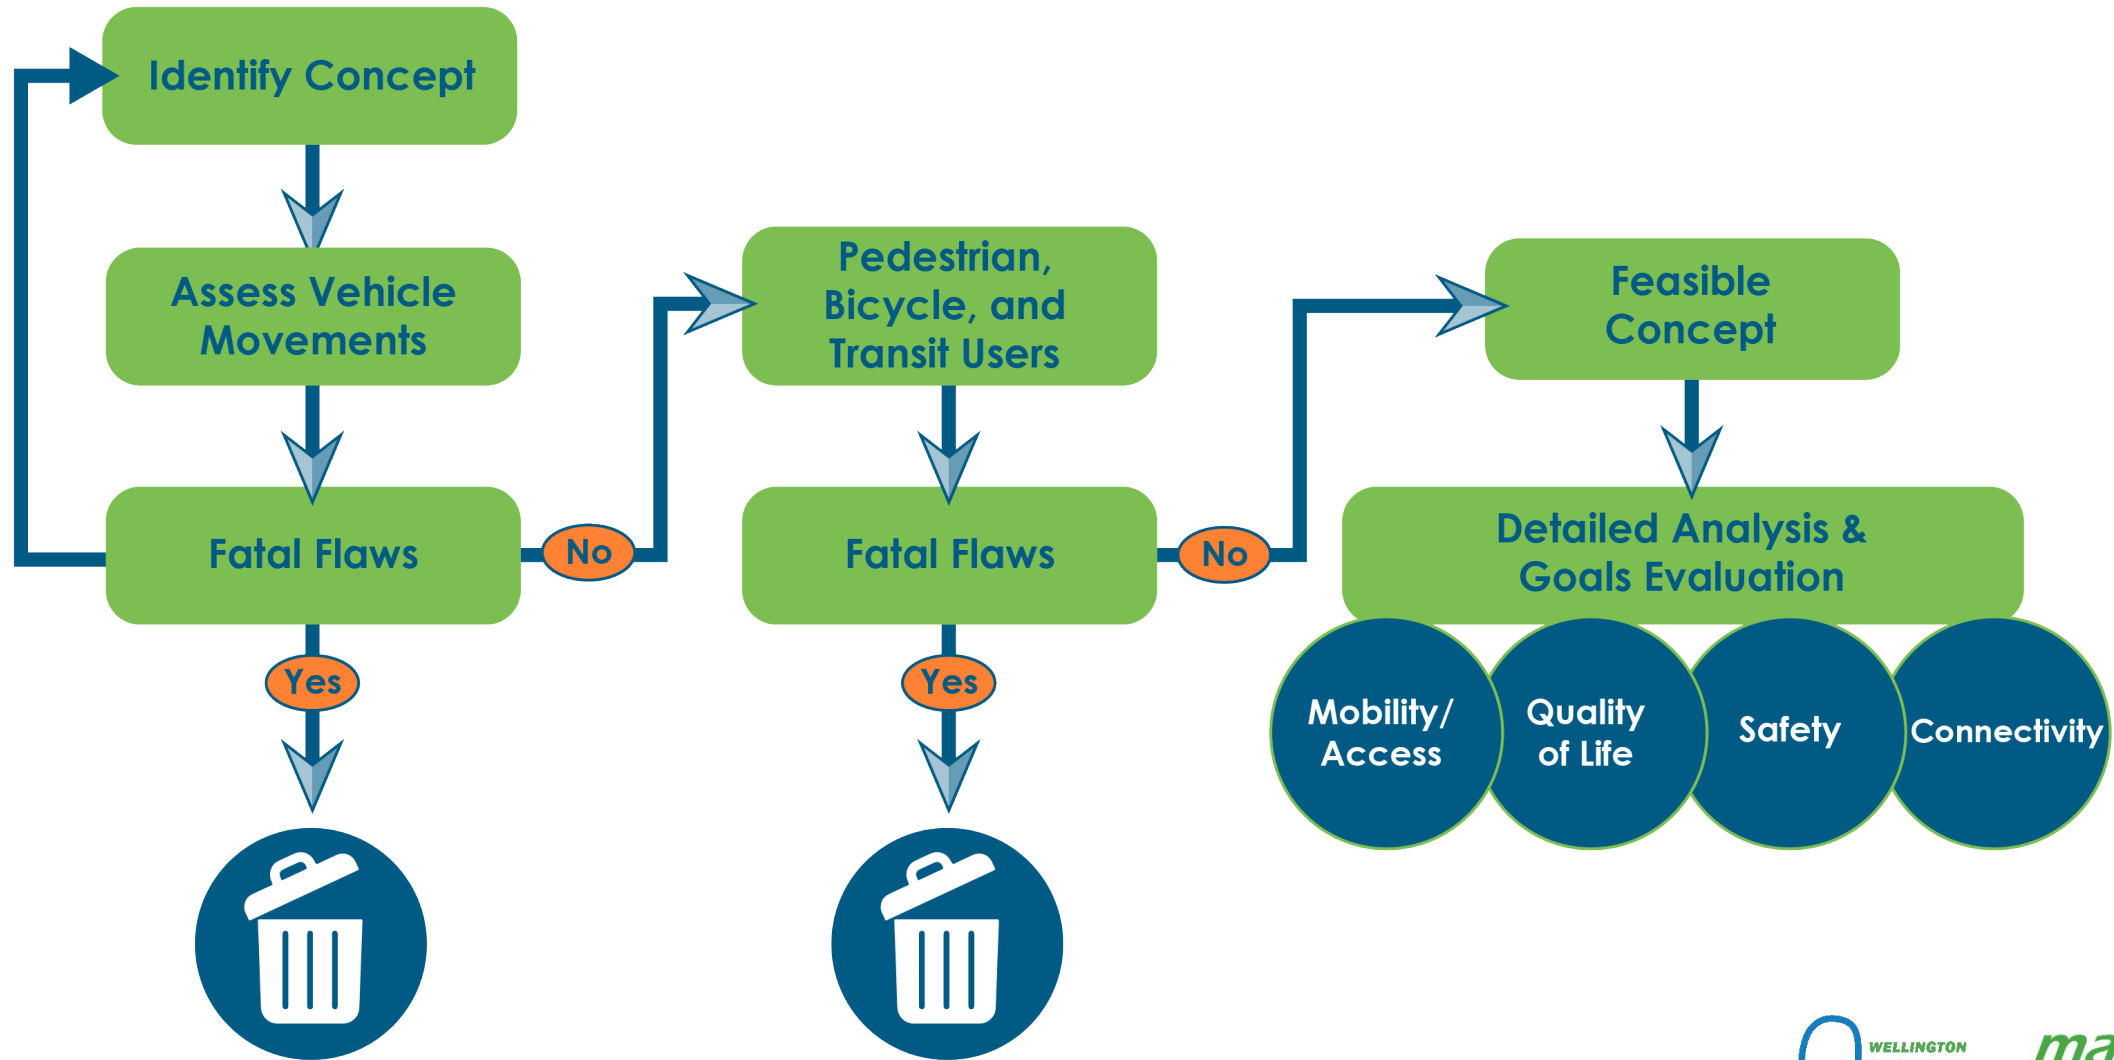 Identify Concept
Assess Vehicle
Movements
Fatal Flaws
No
Yes
Pedestrian,
Bicycle, and
Transit Users
Fatal Flaws
No
Yes
Feasible
Concept
Detailed Analysis &
Goals Evaluation
Mobility/
Access
Quality
of Life
Safety
Connectivity
WELLINGTON